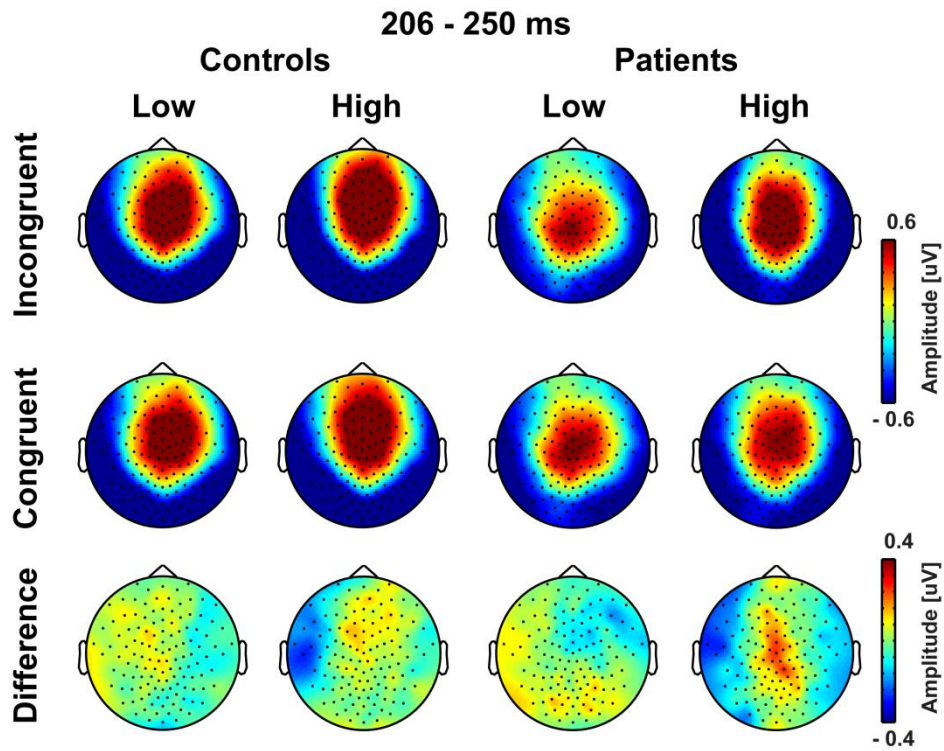 206 - 250 ms
Controls Patients
Low High Low High
Incongruent
0.6
Amplitude [uV]
- 0.6
Congruent
Difference
0.4
Amplitude [uV]
- 0.4